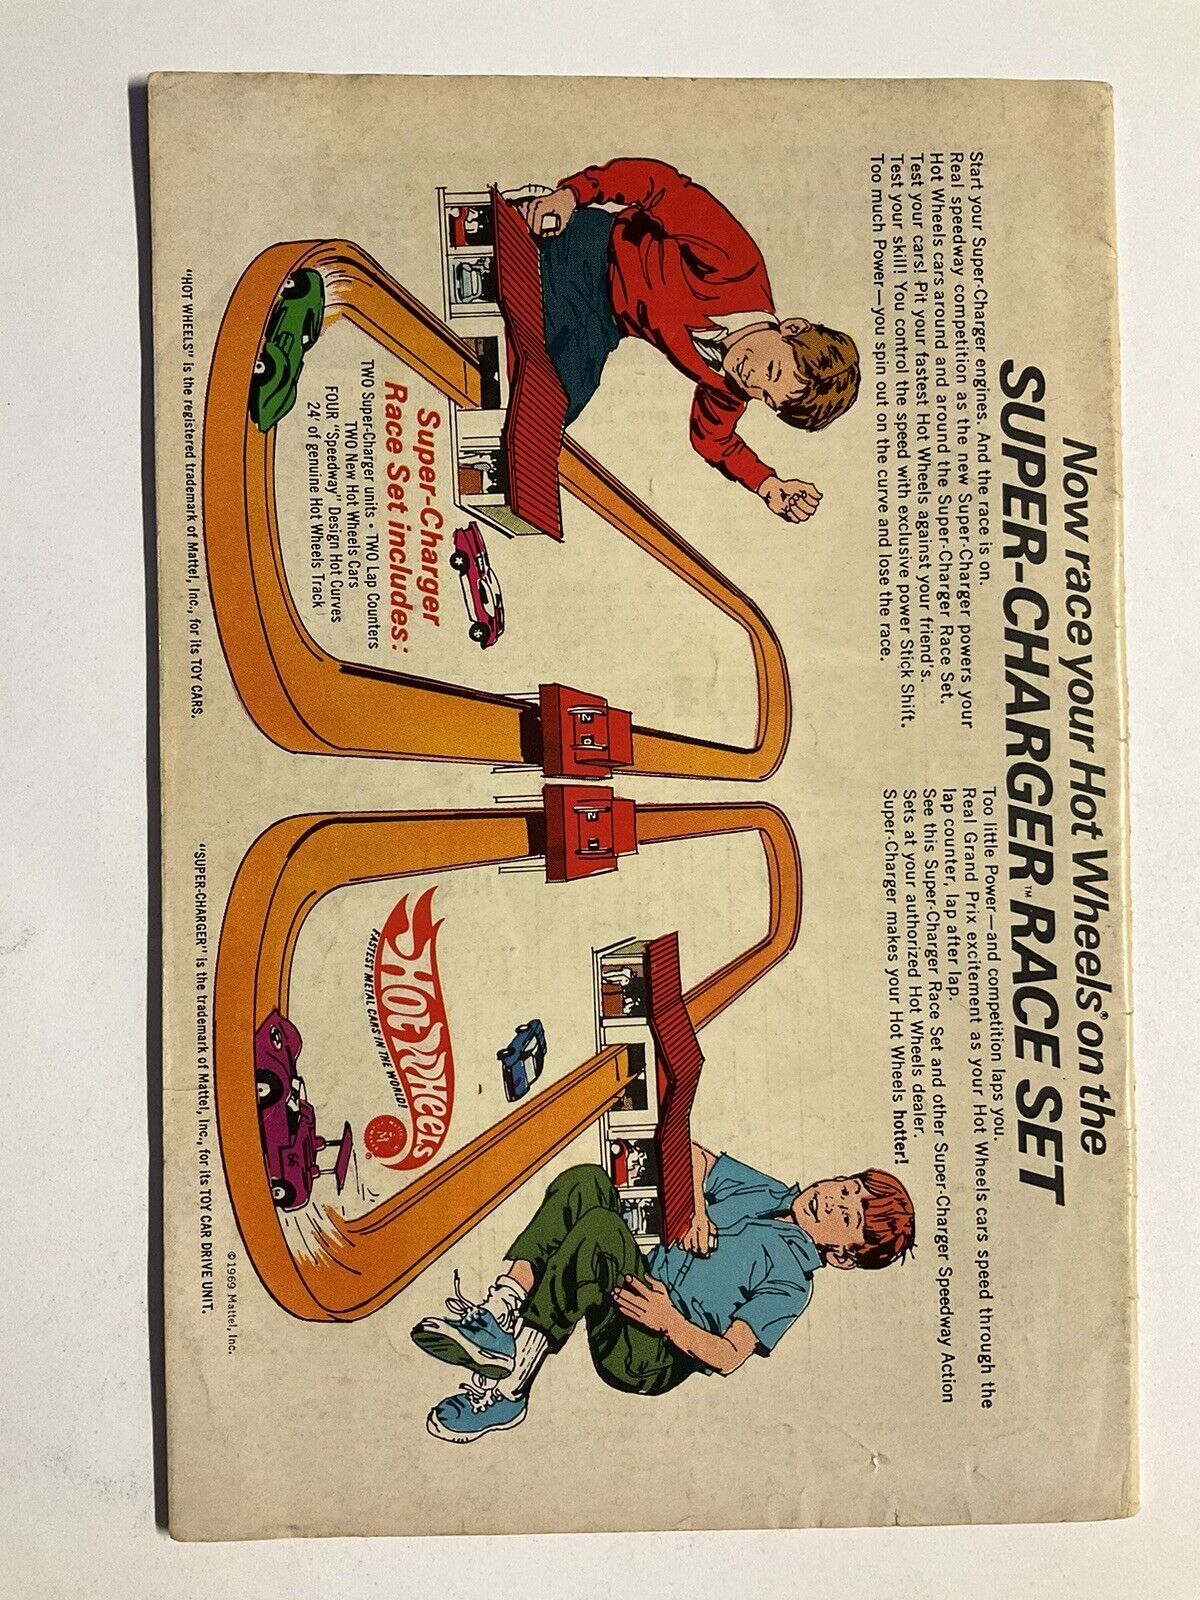 Now race your Hot Wheels® on the
SUPER-CHARGER™ RACE SET
Start your Super-Charger engines. And the race is on.
Real speedway competition as the new Super-Charger powers your
Hot Wheels cars around and around the Super-Charger Race Set.
Test your cars! Pit your fastest Hot Wheels against your friend's.
Test your skill! You control the speed with exclusive power Stick Shift.
Too much Power—you spin out on the curve and lose the race.
Too little Power—and competition laps you.
Real Grand Prix excitement as your Hot Wheels cars speed through the
lap counter, lap after lap.
See this Super-Charger Race Set and other Super-Charger Speedway Action
Sets at your authorized Hot Wheels dealer.
Super-Charger makes your Hot Wheels hotter!
Super-Charger
Race Set includes:
TWO Super-Charger units • TWO Lap Counters
TWO New Hot Wheels Cars
FOUR "Speedway" Design Hot Curves
24' of genuine Hot Wheels Track
HOT WHEELS
FASTEST METAL CARS IN THE WORLD!
®
66
"HOT WHEELS" is the registered trademark of Mattel, Inc., for its TOY CARS.
"SUPER-CHARGER" is the trademark of Mattel, Inc., for its TOY CAR DRIVE UNIT.
©1969 Mattel, Inc.